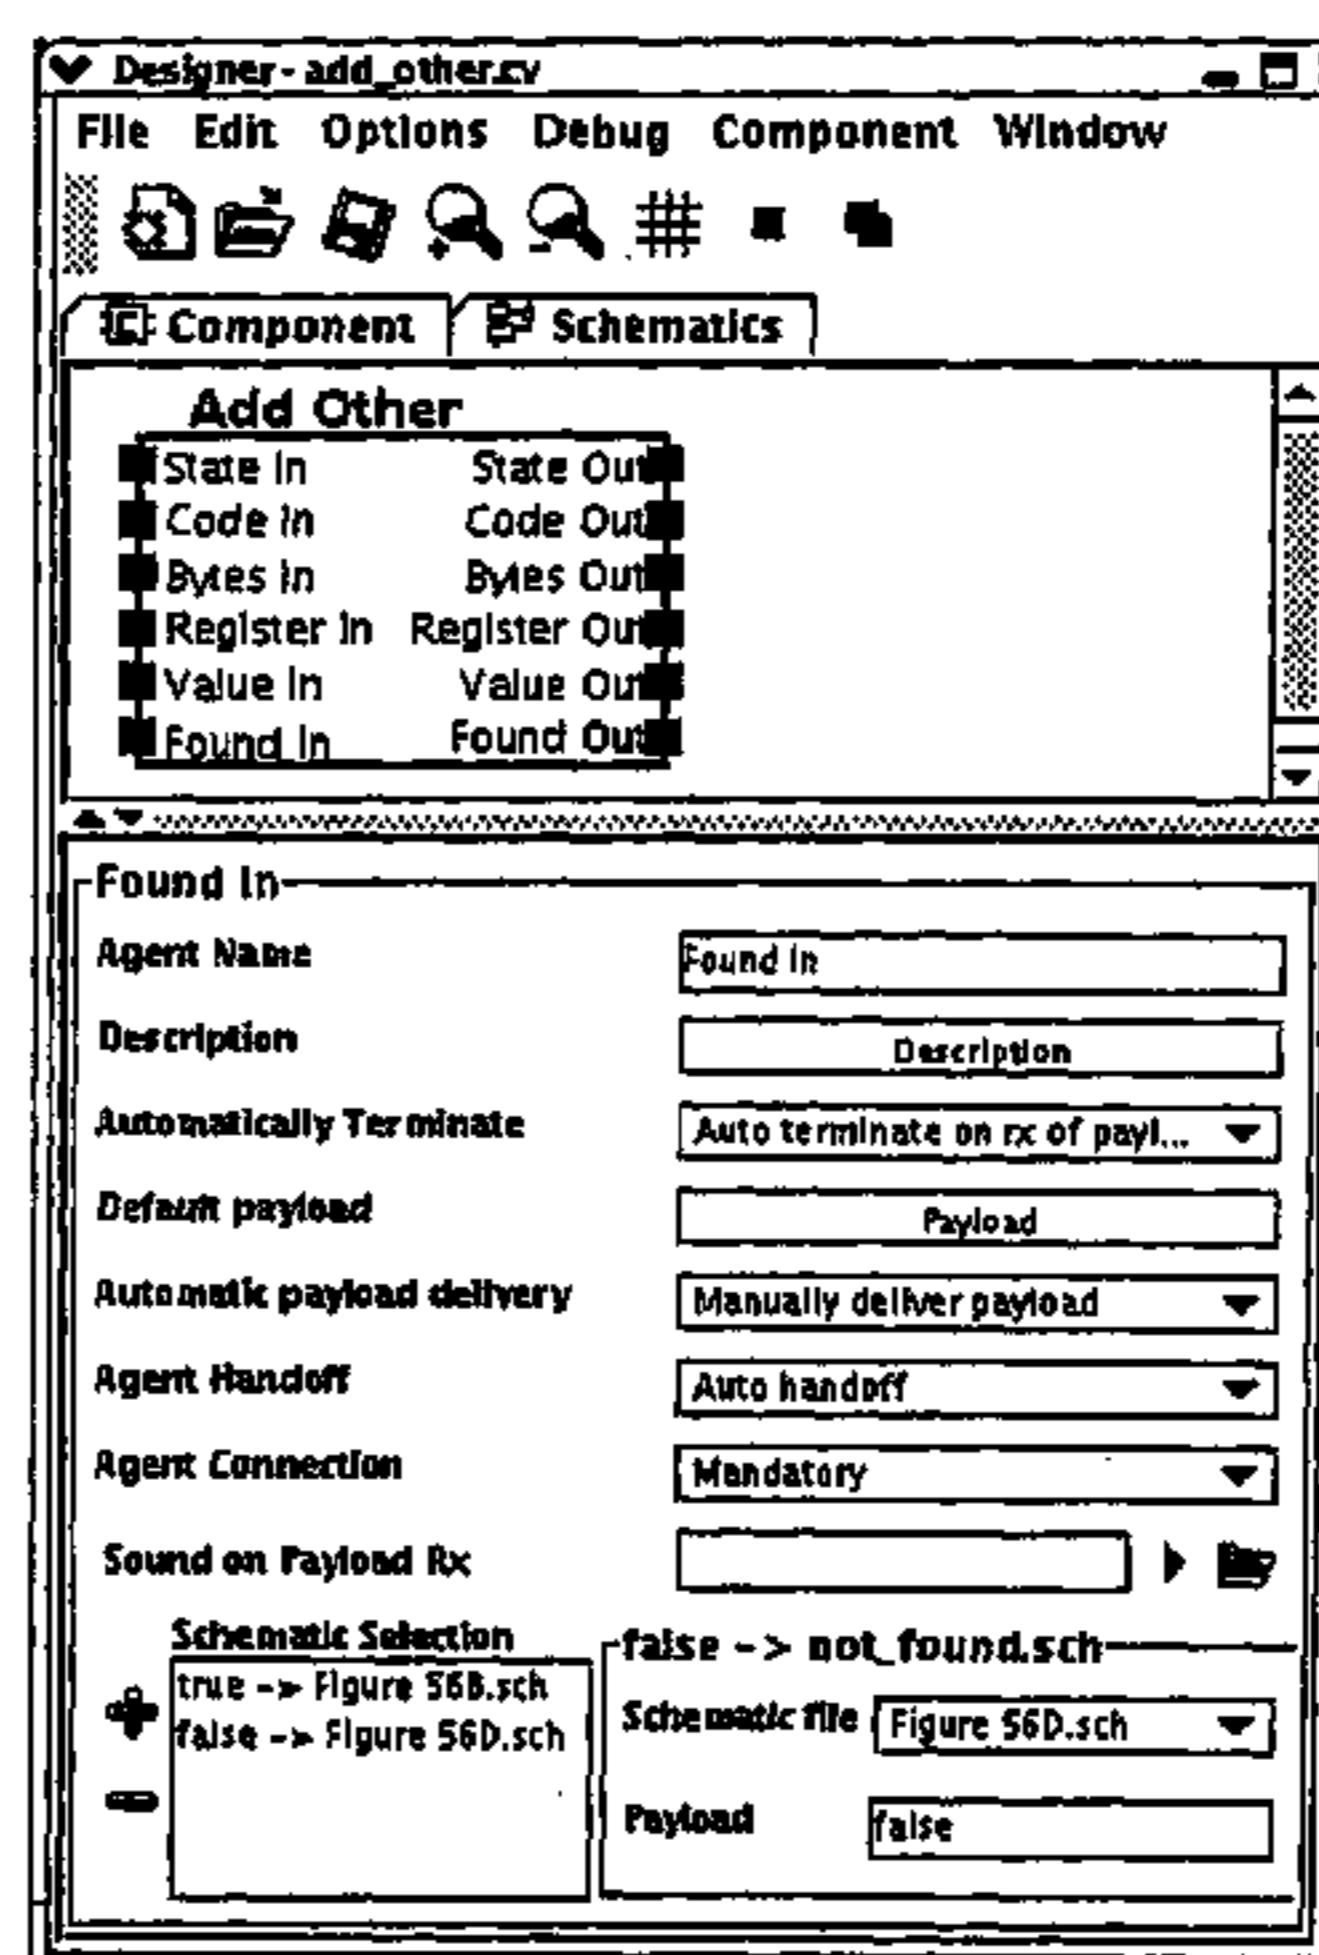 Designer - add_other.cv
File Edit Options Debug Component Window
Component Schematics
Add Other
State In State Out
Code In Code Out
Bytes In Bytes Out
Register In Register Out
Value In Value Out
Found In Found Out
Found In
Agent Name Found In
Description Description
Automatically Terminate Auto terminate on rx of payl...
Default payload Payload
Automatic payload delivery Manually deliver payload
Agent Handoff Auto handoff
Agent Connection Mandatory
Sound on Payload Rx
Schematic Selection false -> not_found.sch
true -> Figure 56B.sch
Schematic file Figure 56D.sch
false -> Figure 56D.sch
Payload false